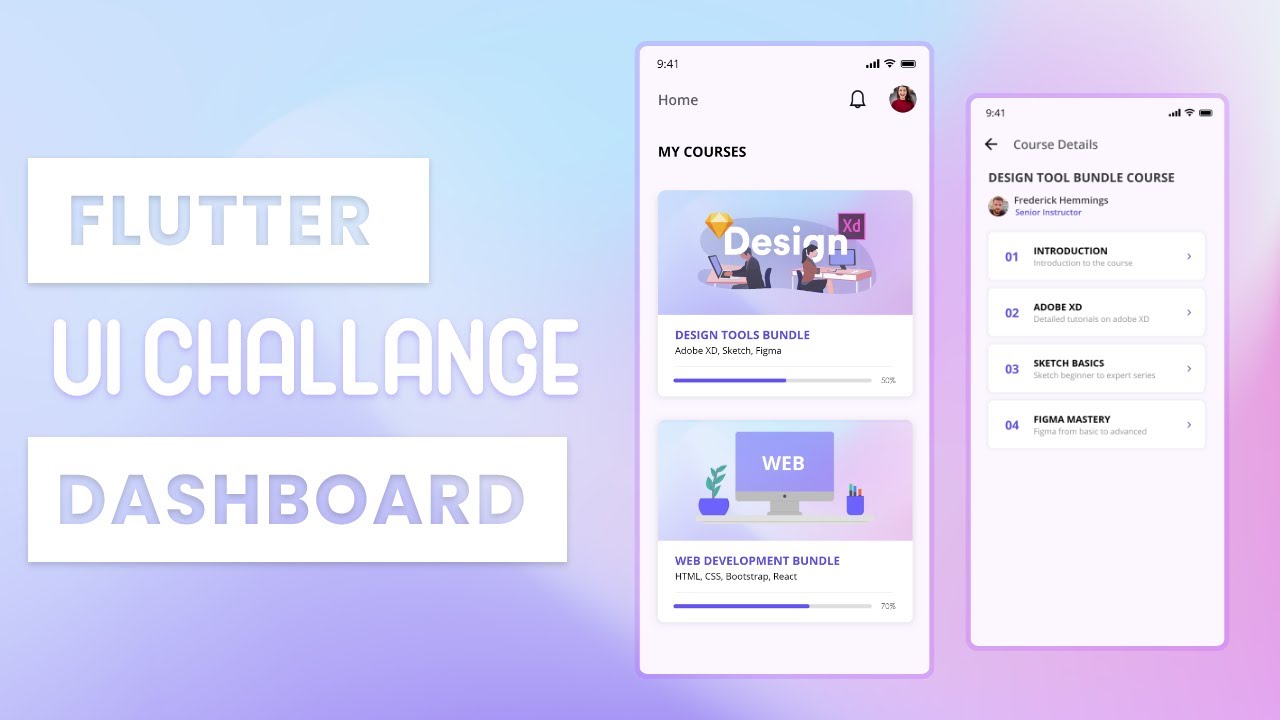 FLUTTER
UI CHALLANGE
DASHBOARD
9:41
Home
MY COURSES
Xd
Design
DESIGN TOOLS BUNDLE
Adobe XD, Sketch, Figma
50%
WEB
WEB DEVELOPMENT BUNDLE
HTML, CSS, Bootstrap, React
70%
9:41
Course Details
DESIGN TOOL BUNDLE COURSE
Frederick Hemmings
Senior Instructor
01 INTRODUCTION
Introduction to the course
02 ADOBE XD
Detailed tutorials on adobe XD
03 SKETCH BASICS
Sketch beginner to expert series
04 FIGMA MASTERY
Figma from basic to advanced